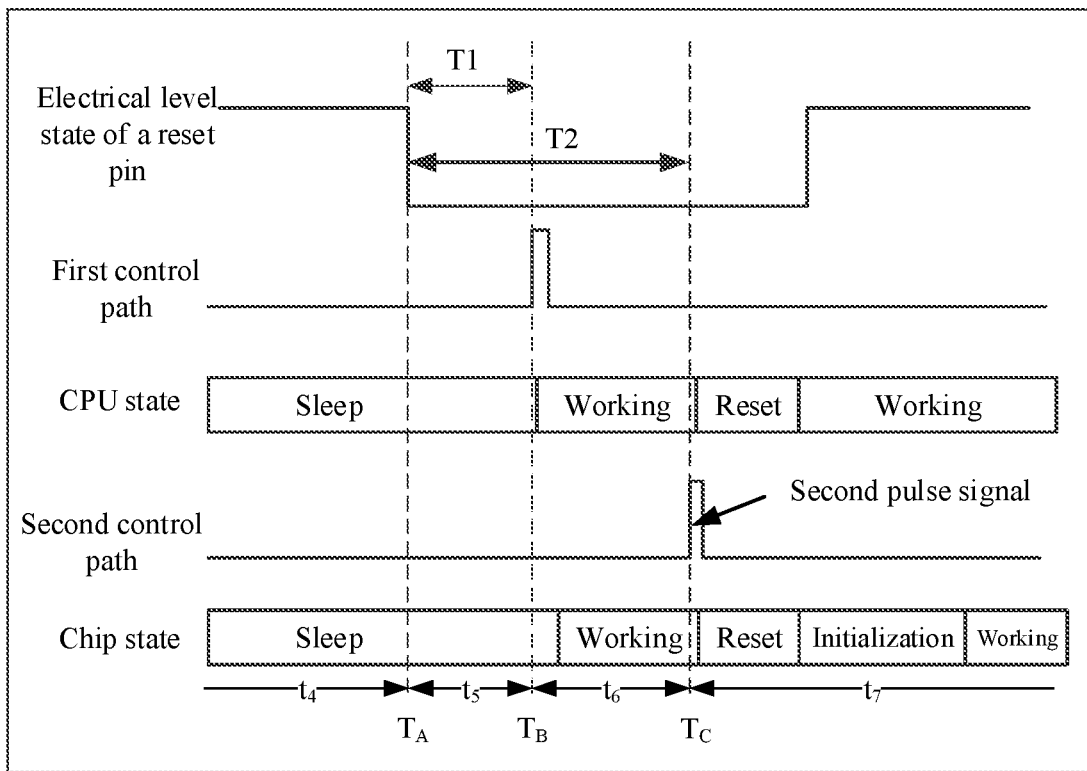 T1
Electrical level
state of a reset
pin
T2
First control
path
CPU state
Sleep
Working
Reset
Working
Second pulse signal
Second control
path
Chip state
Sleep
Working
Reset
Initialization
Working
t4
t5
t6
t7
TA
TB
TC